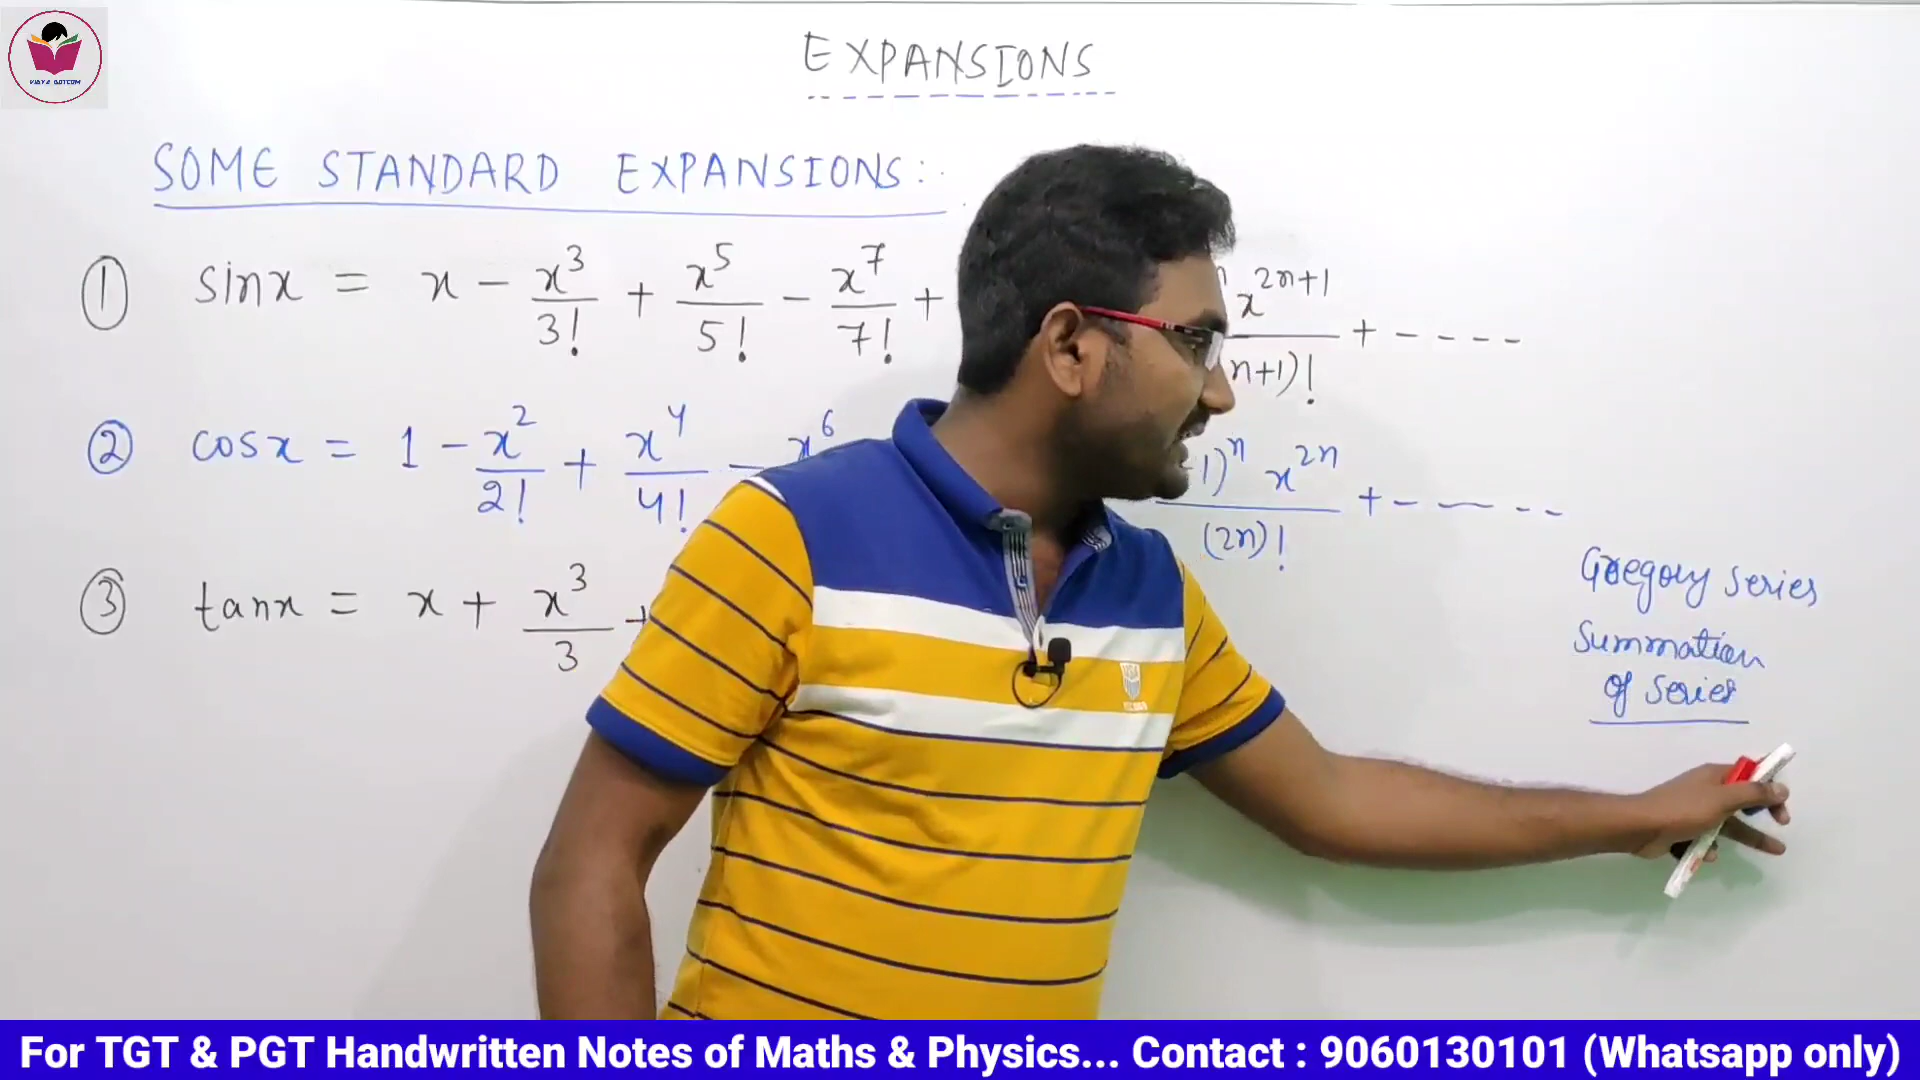 VIDYA DOTCOM
EXPANSIONS
SOME STANDARD EXPANSIONS:
① sinx = x - x³/3! + x⁵/5! - x⁷/7! + x²ⁿ⁺¹/n+1)! + ----
② cosx = 1 - x²/2! + x⁴/4! - x⁶ 1)ⁿ x²ⁿ/(2n)! + ----
③ tanx = x + x³/3 +
Gregory Series
Summation
of Series
For TGT & PGT Handwritten Notes of Maths & Physics... Contact : 9060130101 (Whatsapp only)